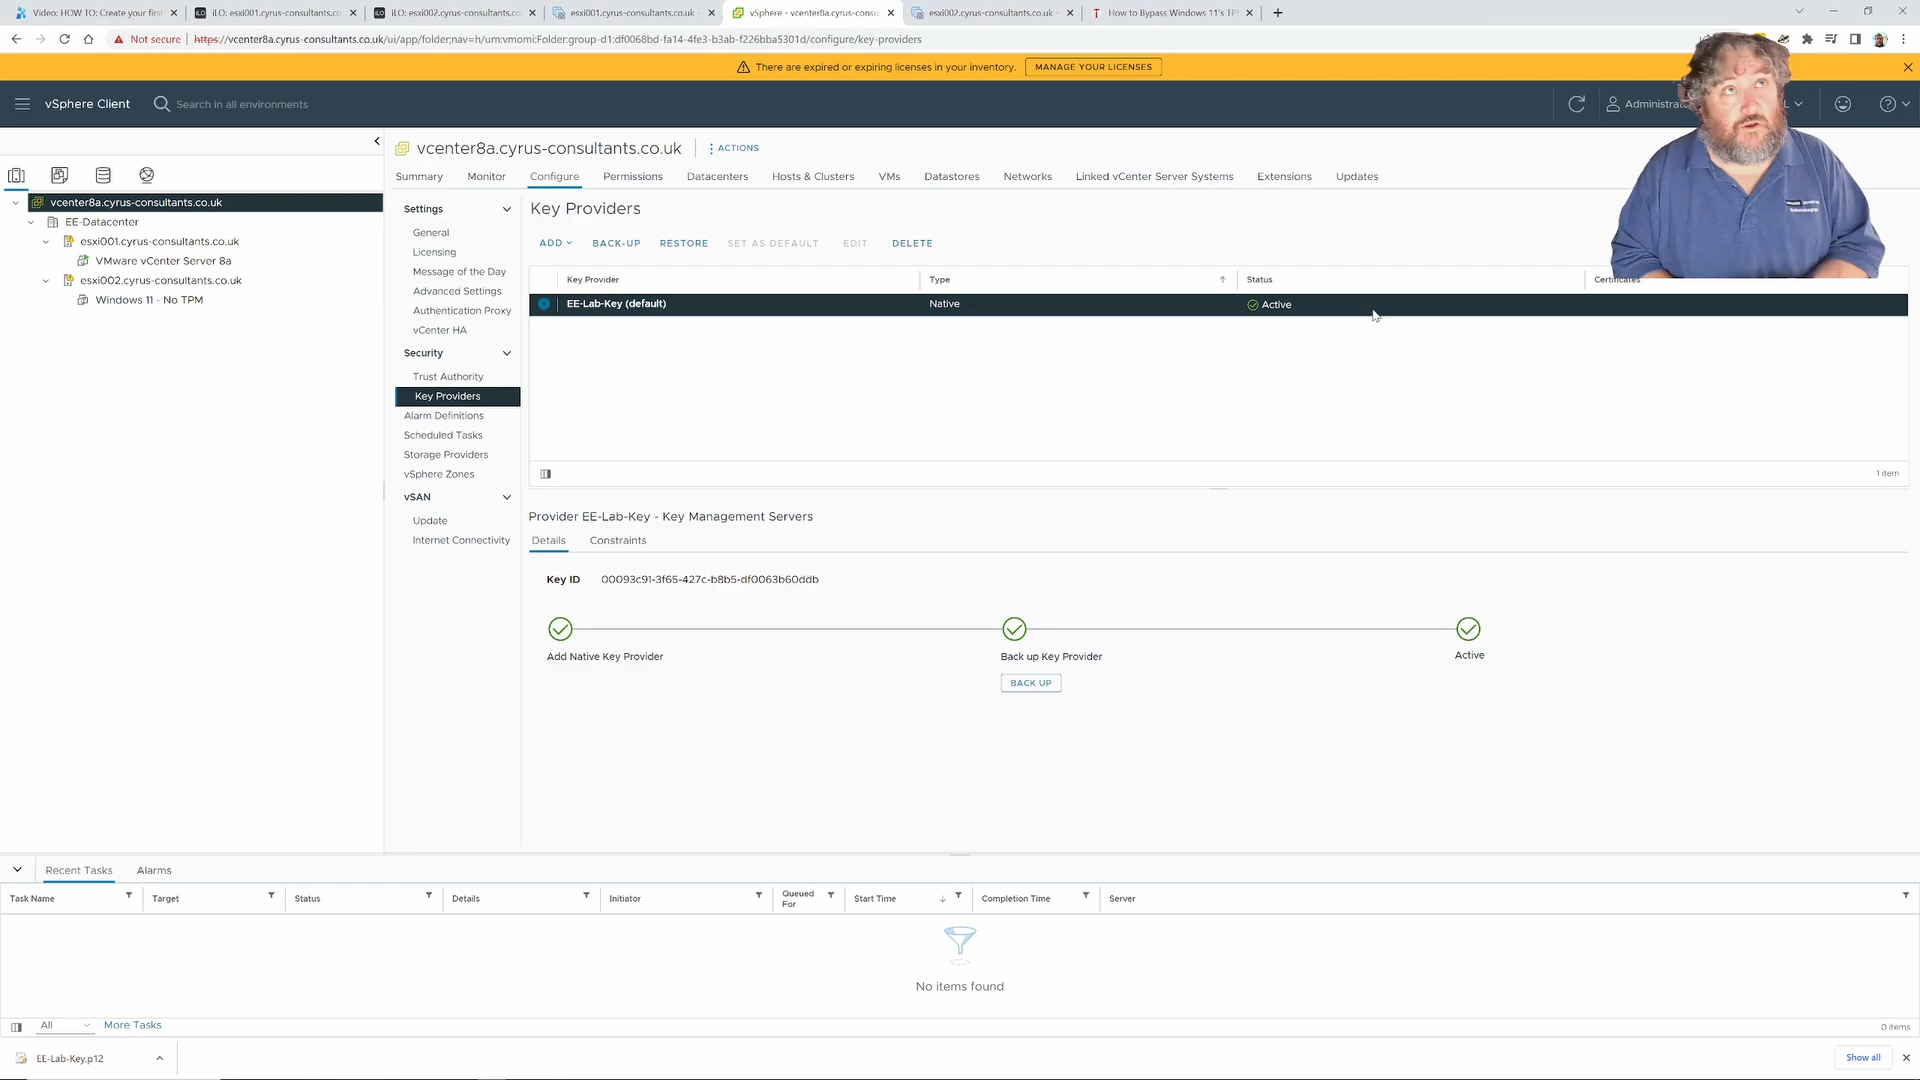 Video: HOW TO: Create your first
iLO: esxi001.cyrus-consultants.co
iLO: esxi002.cyrus-consultants.co
esxi001.cyrus-consultants.co.uk -
vSphere - vcenter8a.cyrus-consu
esxi002.cyrus-consultants.co.uk -
How to Bypass Windows 11's TP
Not secure
https://vcenter8a.cyrus-consultants.co.uk/ui/app/folder;nav=h/urn:vmomi:Folder:group-d1:df0068bd-fa14-4fe3-b3ab-f226bba5301d/configure/key-providers
There are expired or expiring licenses in your inventory.
MANAGE YOUR LICENSES
vSphere Client
Search in all environments
Administrat
vcenter8a.cyrus-consultants.co.uk
ACTIONS
Summary
Monitor
Configure
Permissions
Datacenters
Hosts & Clusters
VMs
Datastores
Networks
Linked vCenter Server Systems
Extensions
Updates
vcenter8a.cyrus-consultants.co.uk
EE-Datacenter
esxi001.cyrus-consultants.co.uk
VMware vCenter Server 8a
esxi002.cyrus-consultants.co.uk
Windows 11 - No TPM
Settings
General
Licensing
Message of the Day
Advanced Settings
Authentication Proxy
vCenter HA
Security
Trust Authority
Key Providers
Alarm Definitions
Scheduled Tasks
Storage Providers
vSphere Zones
vSAN
Update
Internet Connectivity
Key Providers
ADD
BACK-UP
RESTORE
SET AS DEFAULT
EDIT
DELETE
Key Provider
Type
Status
Certificates
EE-Lab-Key (default)
Native
Active
1 item
Provider EE-Lab-Key - Key Management Servers
Details
Constraints
Key ID
00093c91-3f65-427c-b8b5-df0063b60ddb
Add Native Key Provider
Back up Key Provider
Active
BACK UP
Recent Tasks
Alarms
Task Name
Target
Status
Details
Initiator
Queued
For
Start Time
Completion Time
Server
No items found
All
More Tasks
0 items
EE-Lab-Key.p12
Show all